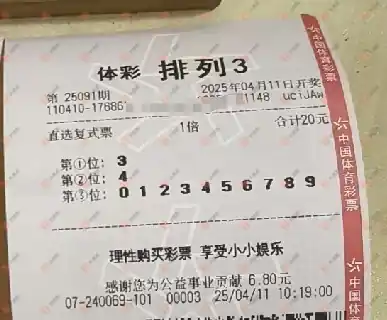 体彩 排列3
第 25091期 2025年04月11日开奖
110410-17886 1148 UC1JAW
直选复式票 1倍 合计20元
第①位: 3
第②位: 4
第③位: 0 1 2 3 4 5 6 7 8 9
理性购买彩票 享受小小娱乐
感谢您为公益事业贡献 6.80元
07-240069-101 00003 25/04/11 10:19:00
中国体育彩票
中国体育彩票
中国体育